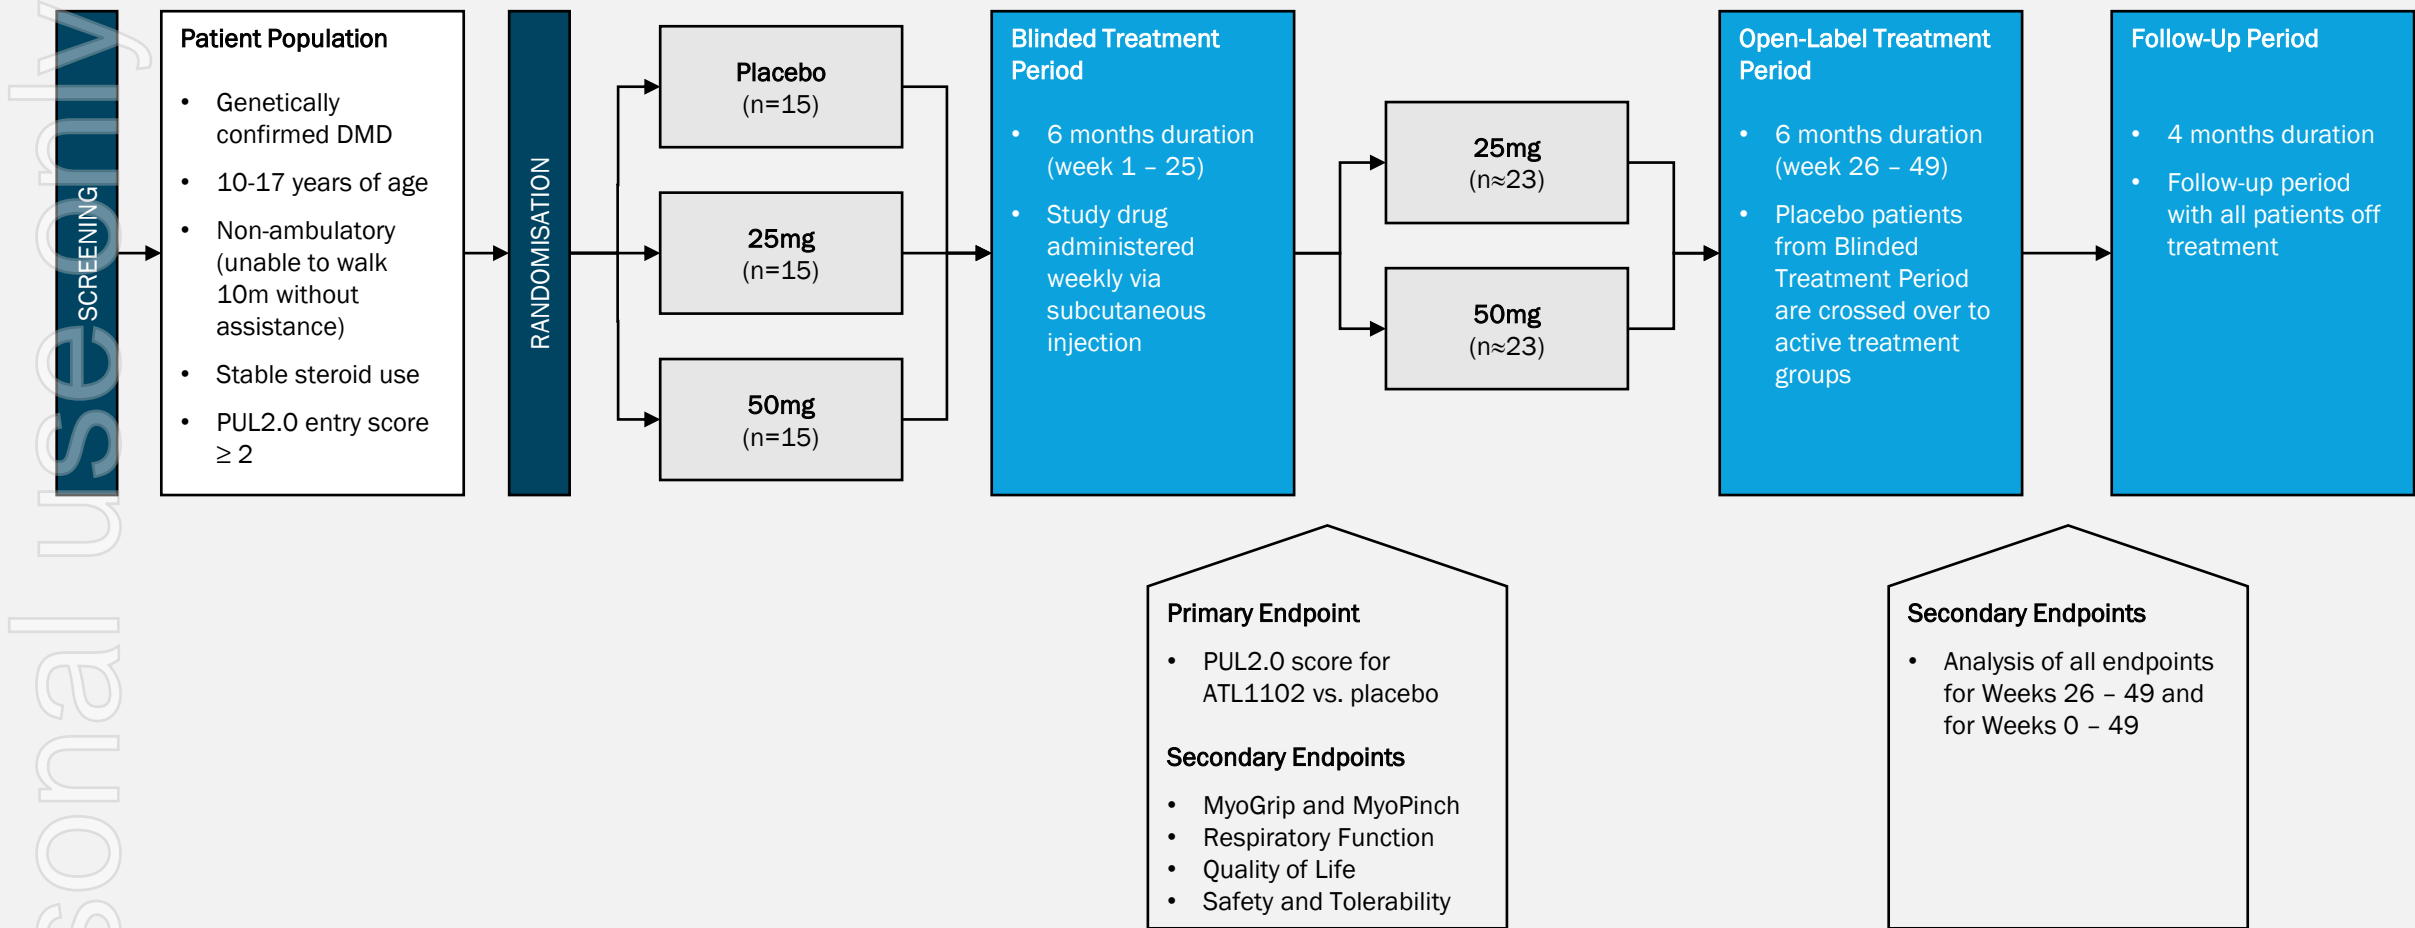 SCREENING
Patient Population
• Genetically
confirmed DMD
• 10-17 years of age
• Non-ambulatory
(unable to walk
10m without
assistance)
• Stable steroid use
• PUL2.0 entry score
≥ 2
RANDOMISATION
Placebo
(n=15)
25mg
(n=15)
50mg
(n=15)
Blinded Treatment
Period
• 6 months duration
(week 1 – 25)
• Study drug
administered
weekly via
subcutaneous
injection
25mg
(n≈23)
50mg
(n≈23)
Open-Label Treatment
Period
• 6 months duration
(week 26 – 49)
• Placebo patients
from Blinded
Treatment Period
are crossed over to
active treatment
groups
Follow-Up Period
• 4 months duration
• Follow-up period
with all patients off
treatment
Primary Endpoint
• PUL2.0 score for
ATL1102 vs. placebo
Secondary Endpoints
• MyoGrip and MyoPinch
• Respiratory Function
• Quality of Life
• Safety and Tolerability
Secondary Endpoints
• Analysis of all endpoints
for Weeks 26 – 49 and
for Weeks 0 – 49
sonal use only